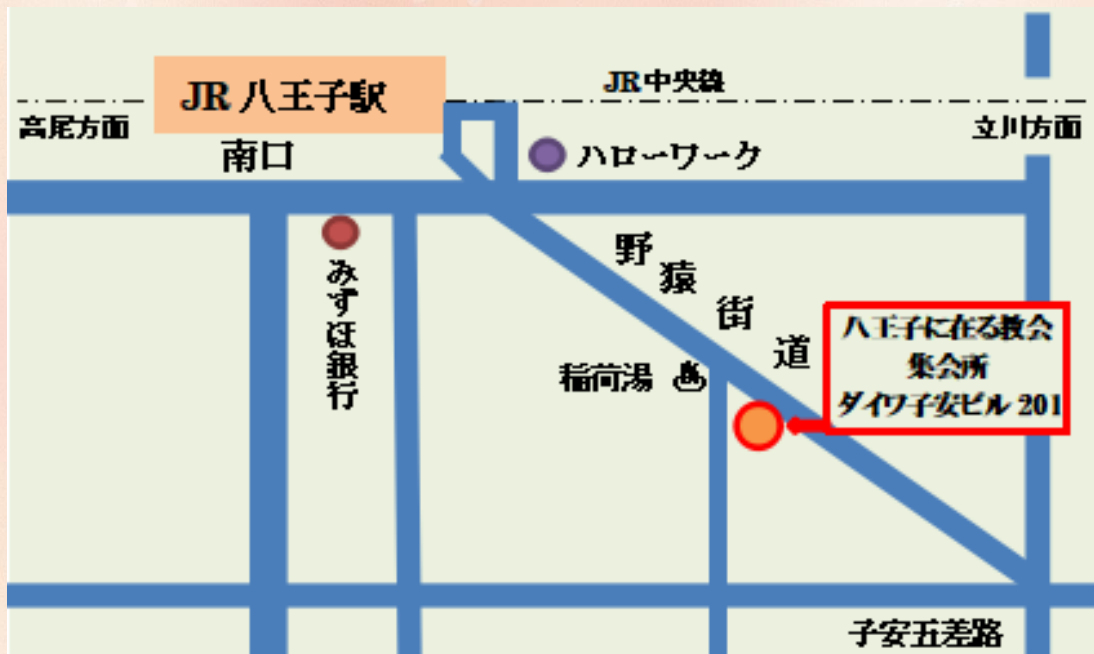 JR 八王子駅
JR中央線
高尾方面
立川方面
南口
ハローワーク
みずほ銀行
野猿街道
八王子に在る教会
集会所
ダイワ子安ビル 201
稲荷湯
子安五差路